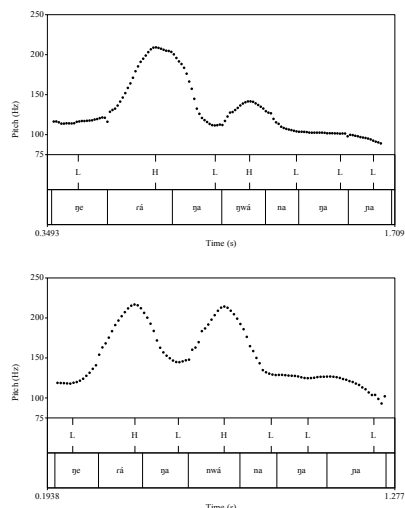 250
200
150
100
75
Pitch (Hz)
L H L H L L L
ŋe ɾá ŋa ŋwá na ŋa ɲa
0.3493 1.709
Time (s)
250
200
150
100
75
Pitch (Hz)
L H L H L L L
ŋe ɾá ŋa nwá na ŋa ɲa
0.1938 1.277
Time (s)